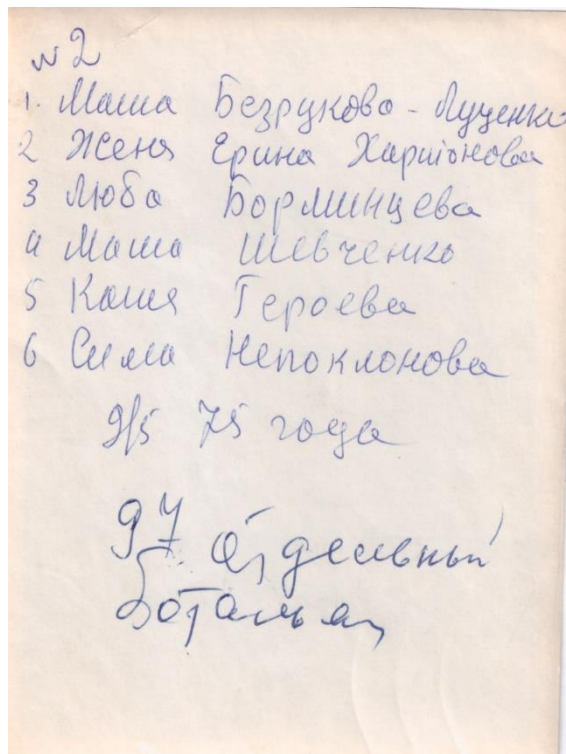 №2
1. Маша Безрукова-Луценко
2 Женя Ерина Харитонова
3 Люба Борминцева
4 Маша Шевченко
5 Катя Героева
6 Сима Непоклонова
9/5 75 года
97 отдельный
батальон